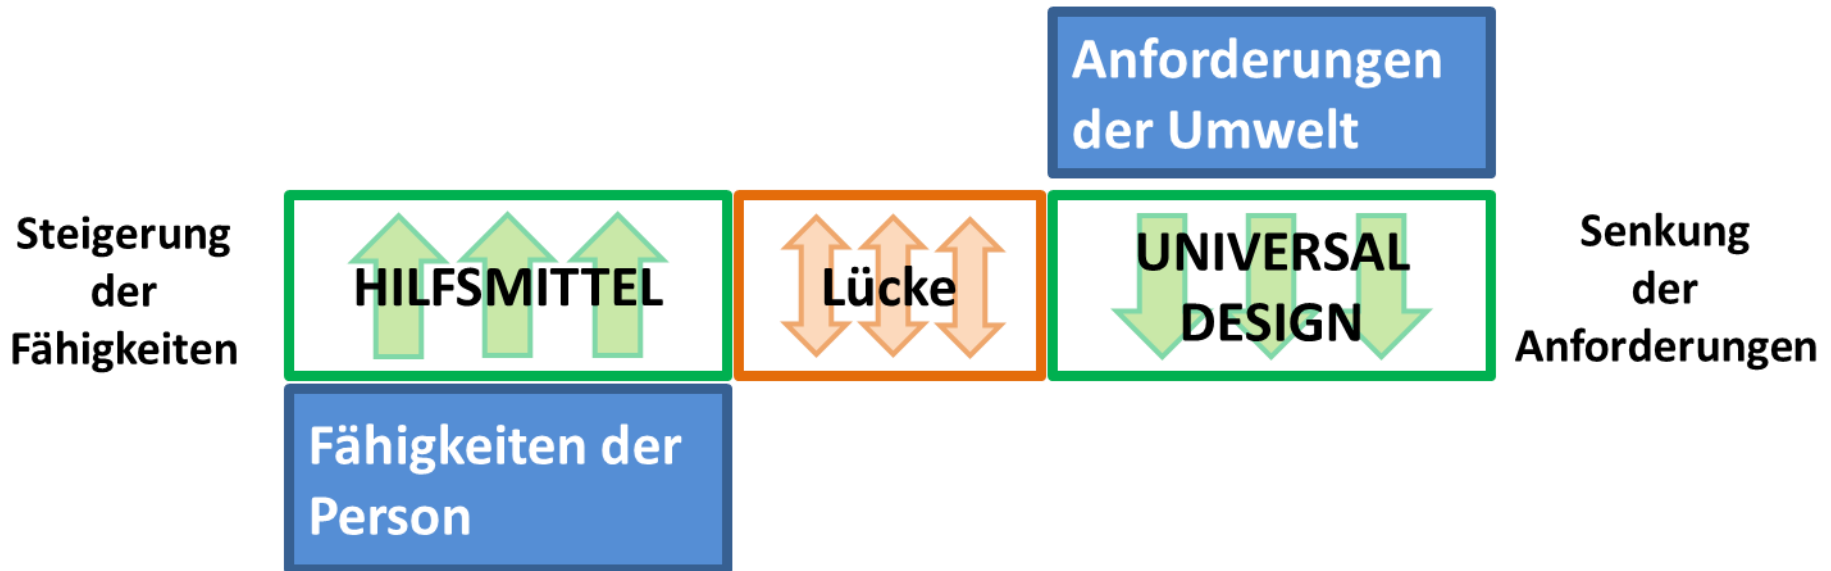 Anforderungen
der Umwelt
Steigerung
der
Fähigkeiten
HILFSMITTEL
Lücke
UNIVERSAL
DESIGN
Senkung
der
Anforderungen
Fähigkeiten der
Person